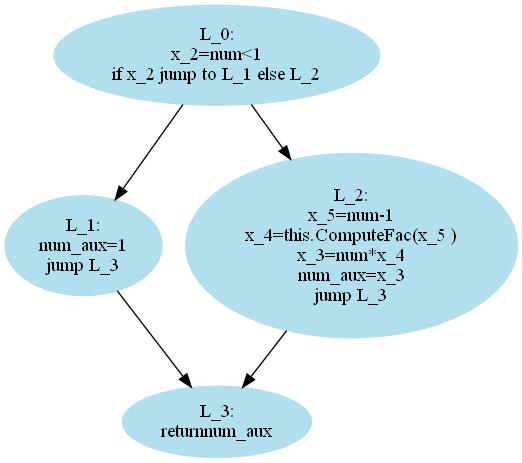 L_0:
x_2=num<1
if x_2 jump to L_1 else L_2
L_1:
num_aux=1
jump L_3
L_2:
x_5=num-1
x_4=this.ComputeFac(x_5 )
x_3=num*x_4
num_aux=x_3
jump L_3
L_3:
returnnum_aux